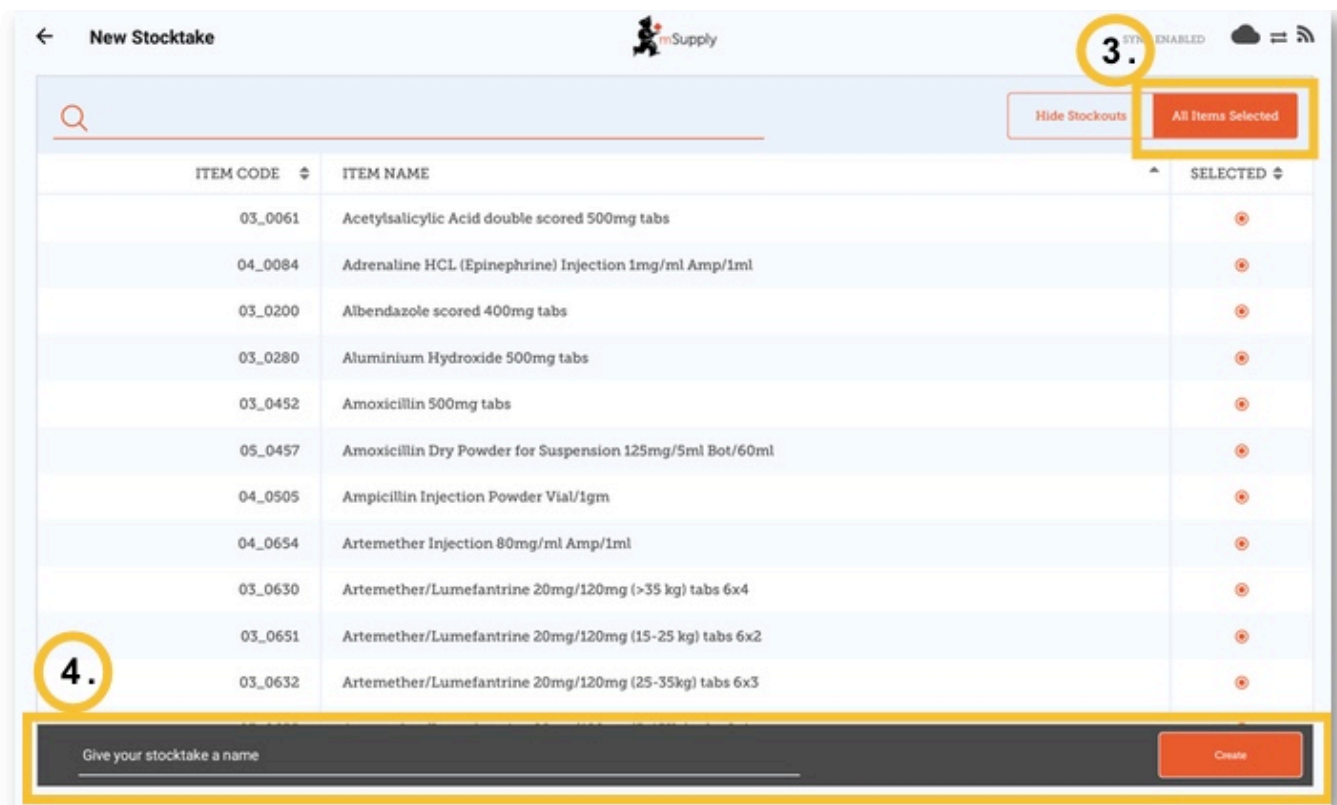 New Stocktake
mSupply
3.
ENABLED
Hide Stockouts
All Items Selected
ITEM CODE ITEM NAME SELECTED
03_0061 Acetylsalicylic Acid double scored 500mg tabs
04_0084 Adrenaline HCL (Epinephrine) Injection 1mg/ml Amp/1ml
03_0200 Albendazole scored 400mg tabs
03_0280 Aluminium Hydroxide 500mg tabs
03_0452 Amoxicillin 500mg tabs
05_0457 Amoxicillin Dry Powder for Suspension 125mg/5ml Bot/60ml
04_0505 Ampicillin Injection Powder Vial/1gm
04_0654 Artemether Injection 80mg/ml Amp/1ml
03_0630 Artemether/Lumefantrine 20mg/120mg (>35 kg) tabs 6x4
03_0651 Artemether/Lumefantrine 20mg/120mg (15-25 kg) tabs 6x2
4.
03_0632 Artemether/Lumefantrine 20mg/120mg (25-35kg) tabs 6x3
Give your stocktake a name
Create